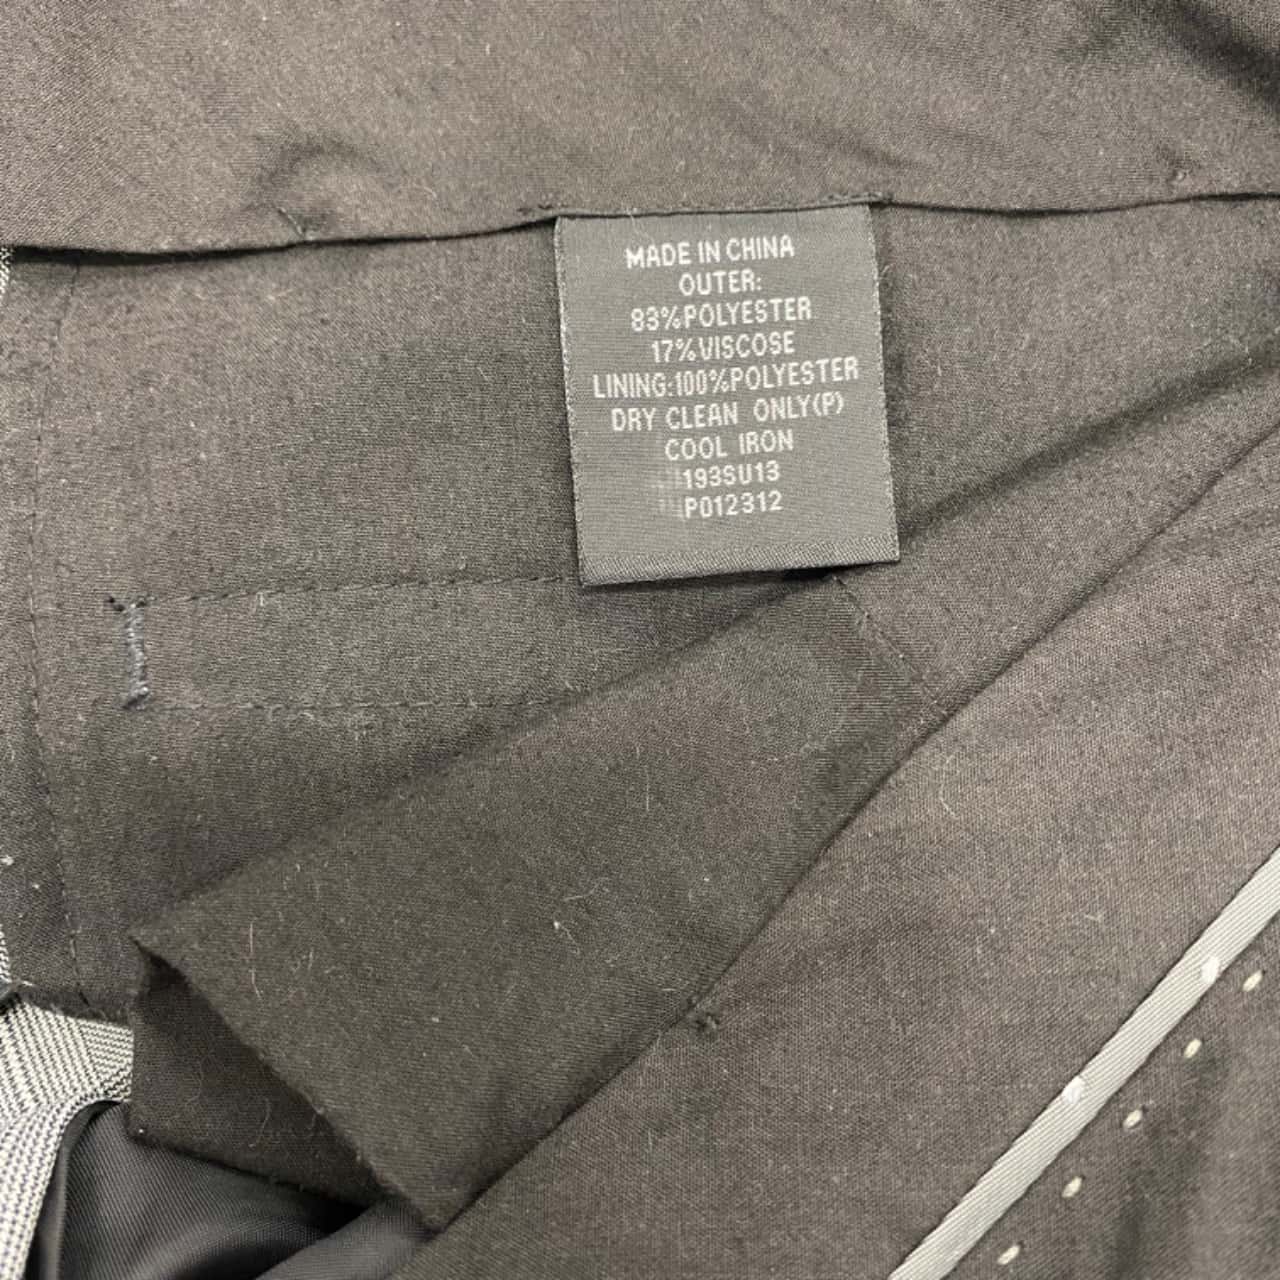 MADE IN CHINA
OUTER:
83%POLYESTER
17%VISCOSE
LINING:100%POLYESTER
DRY CLEAN ONLY(P)
COOL IRON
193SU13
P012312